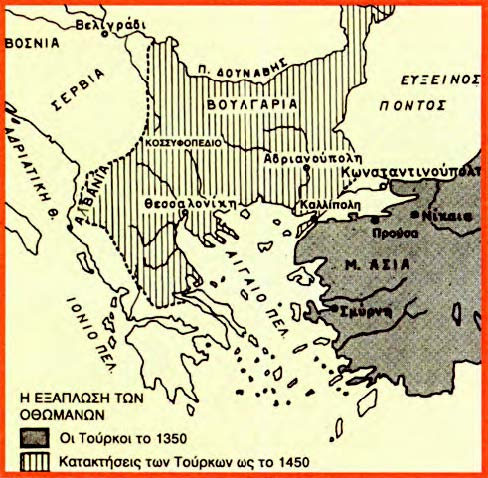 Βελιγράδι
ΒΟΣΝΙΑ
ΣΕΡΒΙΑ
Π. ΔΟΥΝΑΒΗΣ
ΒΟΥΛΓΑΡΙΑ
ΕΥΞΕΙΝΟΣ
ΠΟΝΤΟΣ
ΑΔΡΙΑΤΙΚΗ Θ.
ΚΟΣΣΥΦΟΠΕΔΙΟ
Αδριανούπολη
Κωνσταντινούπολη
ΑΛΒΑΝΙΑ
Θεσσαλονίκη
Καλλίπολη
Νίκαια
Προύσα
ΑΙΓΑΙΟ ΠΕΛ.
Μ. ΑΣΙΑ
ΙΟΝΙΟ ΠΕΛ.
Σμύρνη
Η ΕΞΑΠΛΩΣΗ ΤΩΝ
ΟΘΩΜΑΝΩΝ
Οι Τούρκοι το 1350
Κατακτήσεις των Τούρκων ως το 1450